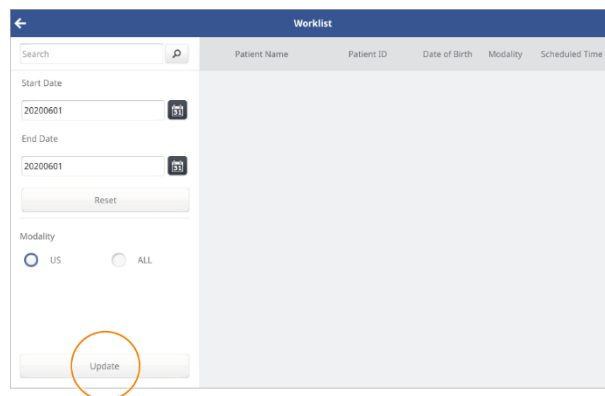 Worklist
Search
Patient Name Patient ID Date of Birth Modality Scheduled Time
Start Date
20200601
31
End Date
20200601
31
Reset
Modality
US ALL
Update